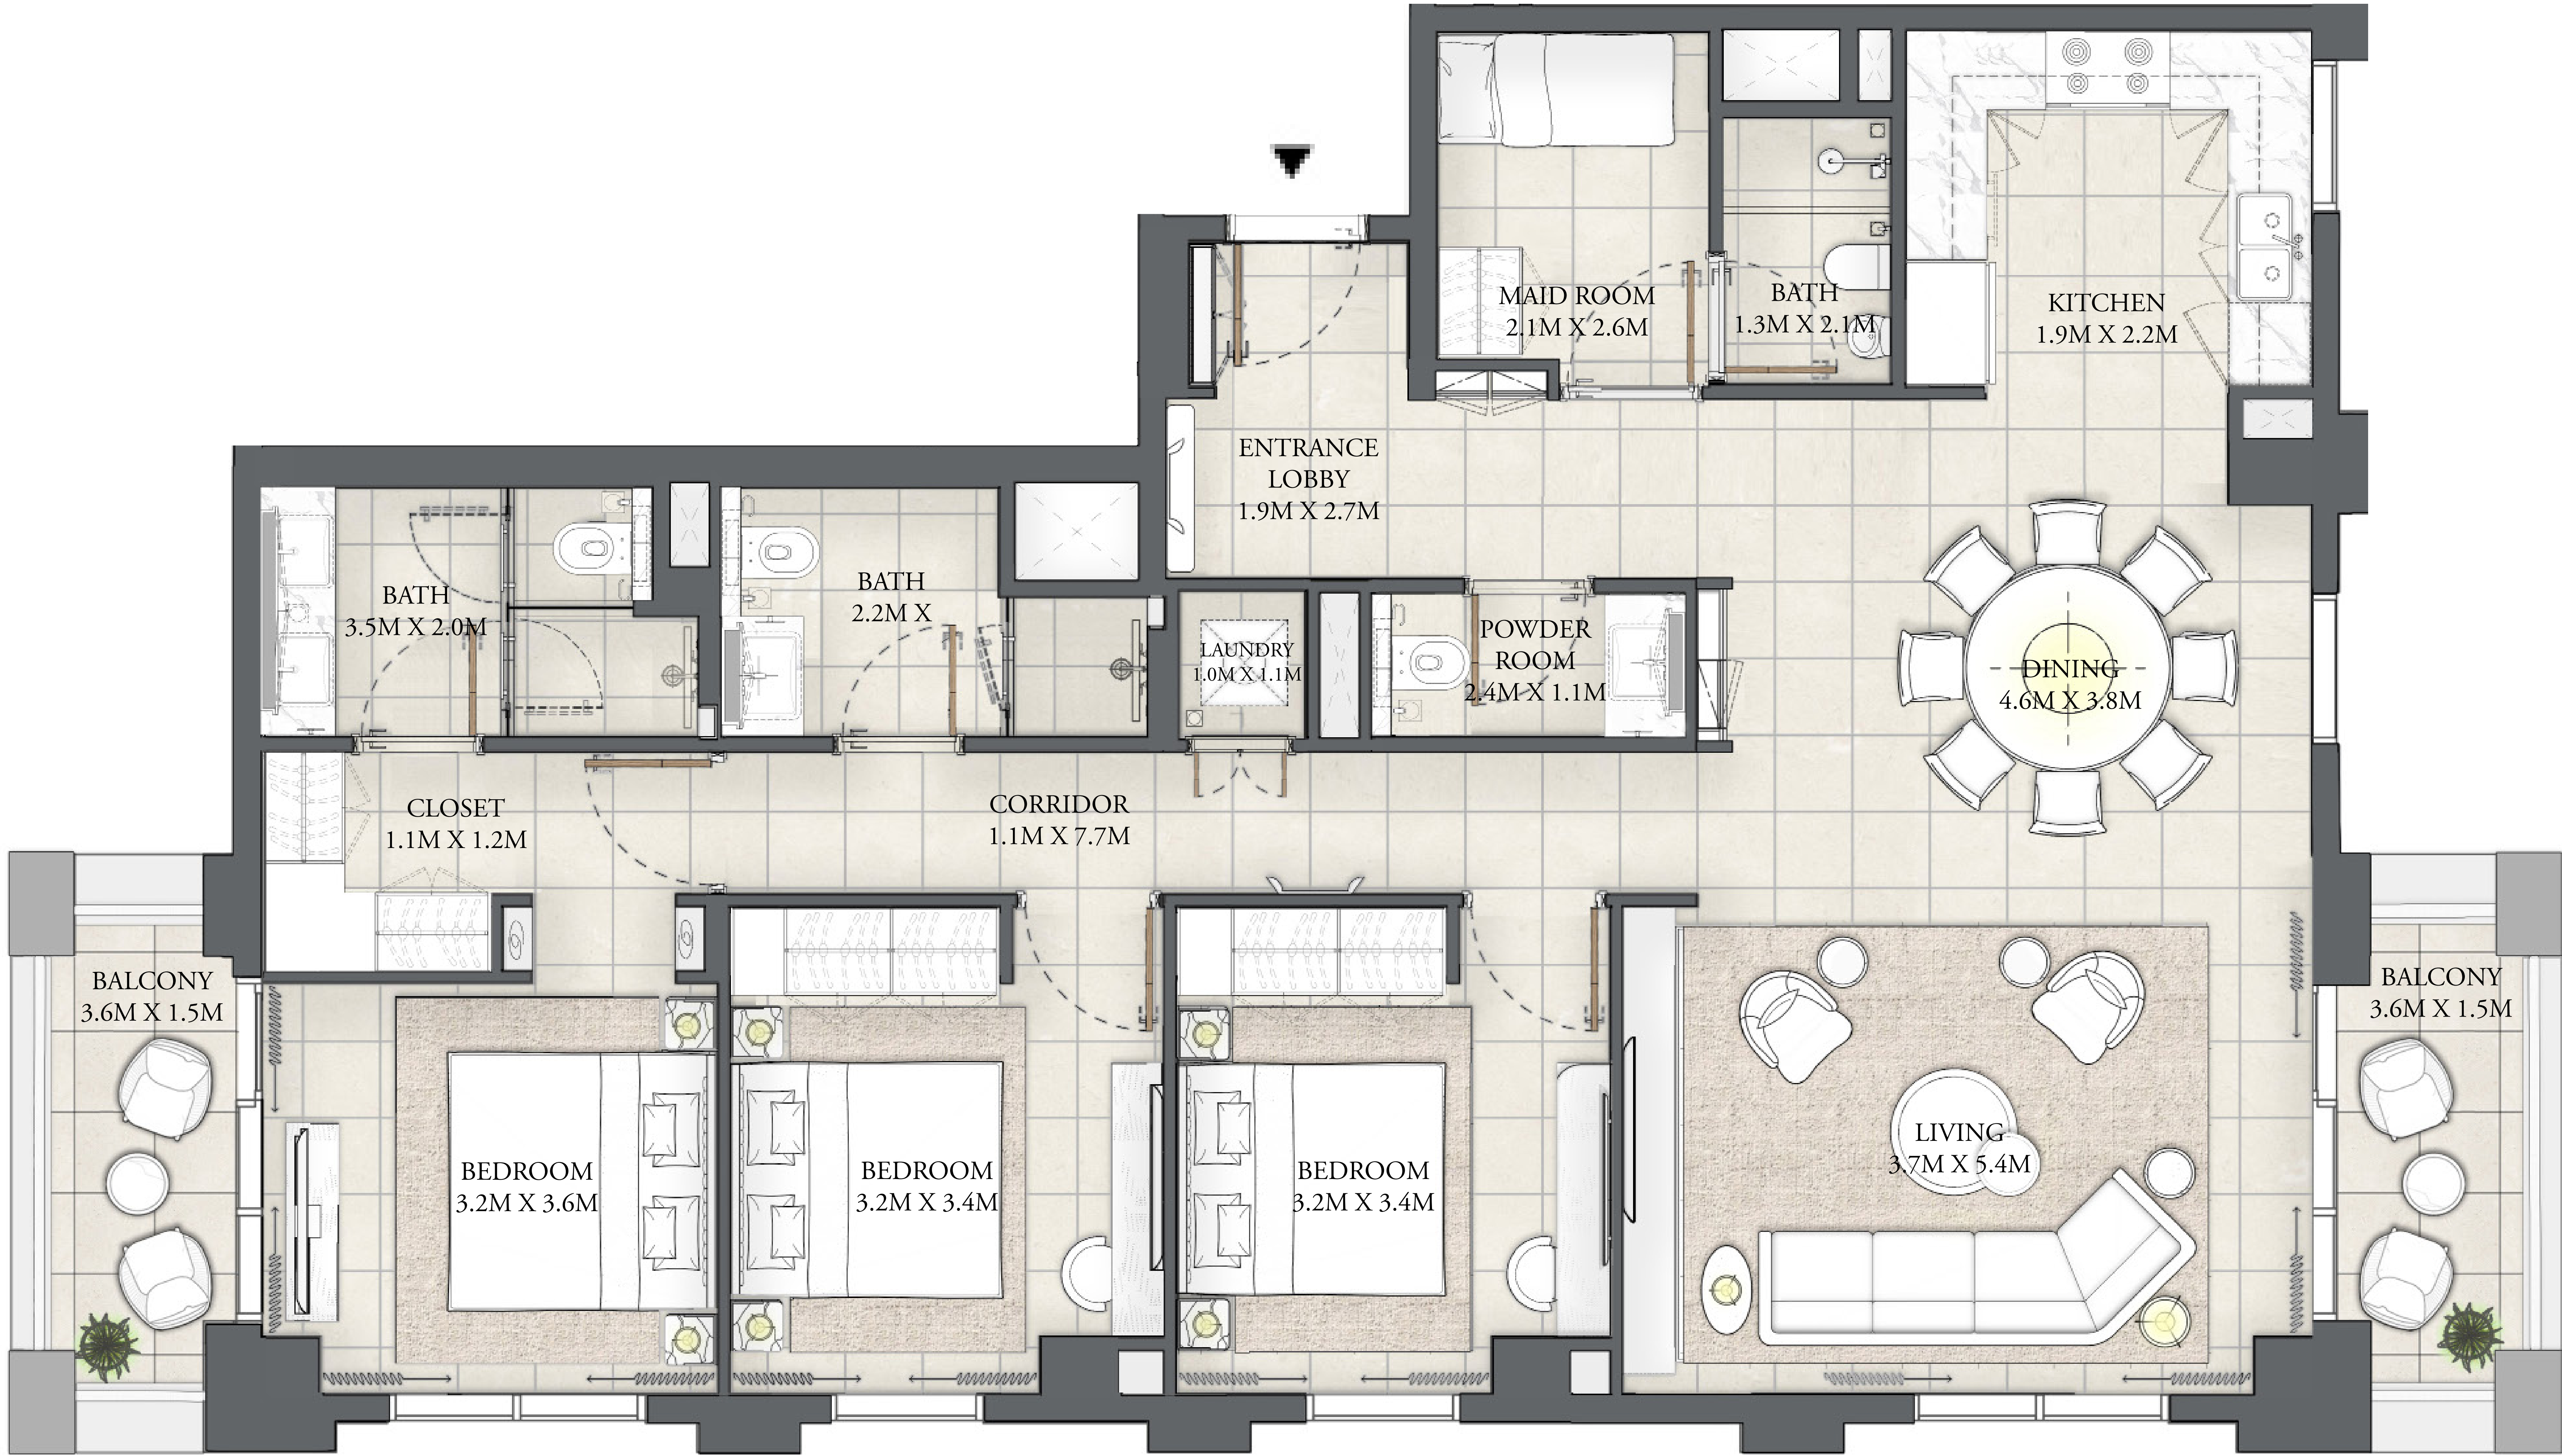 MAID ROOM
2.1M X 2.6M
BATH
1.3M X 2.1M
KITCHEN
1.9M X 2.2M
ENTRANCE
LOBBY
1.9M X 2.7M
BATH
3.5M X 2.0M
BATH
2.2M X
LAUNDRY
1.0M X 1.1M
POWDER
ROOM
2.4M X 1.1M
DINING
4.6M X 3.8M
CLOSET
1.1M X 1.2M
CORRIDOR
1.1M X 7.7M
BALCONY
3.6M X 1.5M
BALCONY
3.6M X 1.5M
BEDROOM
3.2M X 3.6M
BEDROOM
3.2M X 3.4M
BEDROOM
3.2M X 3.4M
LIVING
3.7M X 5.4M